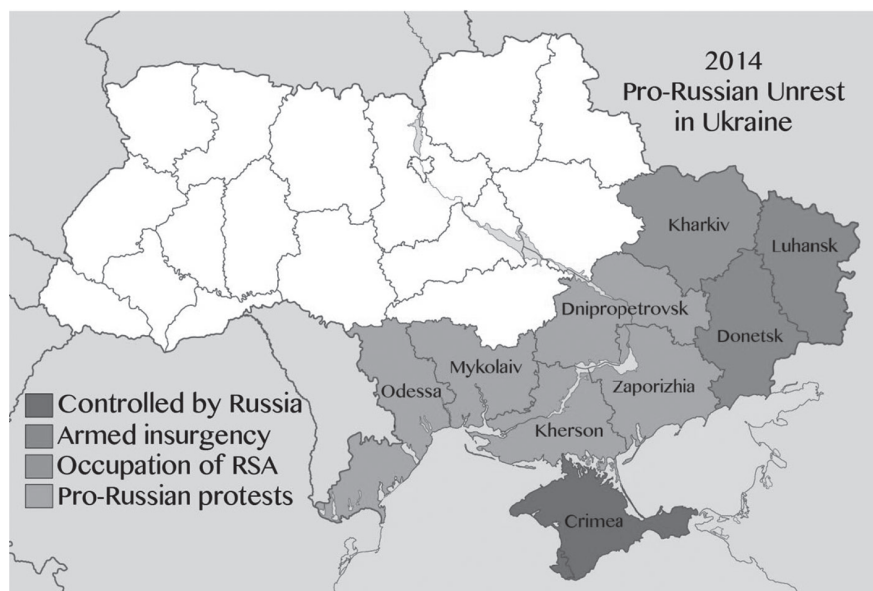 2014
Pro-Russian Unrest
in Ukraine
Kharkiv
Luhansk
Dnipropetrovsk
Donetsk
Mykolaiv
Odessa
Zaporizhia
Kherson
Crimea
Controlled by Russia
Armed insurgency
Occupation of RSA
Pro-Russian protests